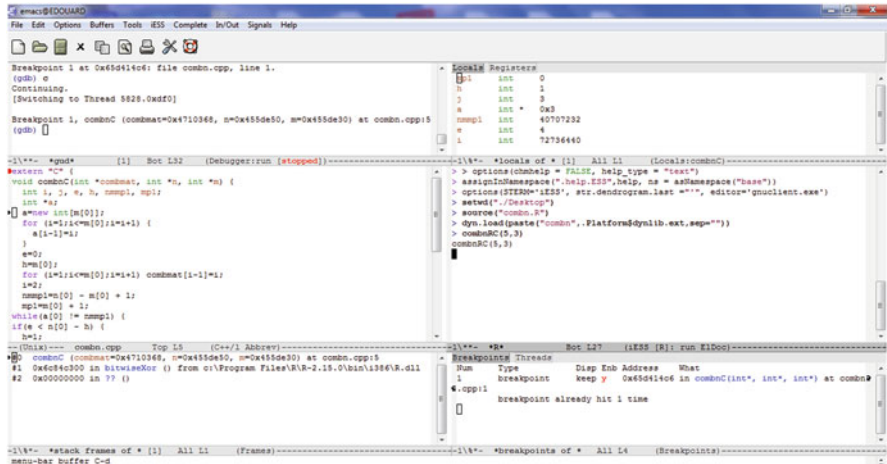 emacs@EDOUARD
File Edit Options Buffers Tools iESS Complete In/Out Signals Help
Breakpoint 1 at 0x65d414c6: file combn.cpp, line 1.
(gdb) c
Continuing.
[Switching to Thread 5828.0xdf0]
Breakpoint 1, combnC (combmat=0x4710368, n=0x455de50, m=0x455de30) at combn.cpp:5
(gdb)
-1\**- *gud* [1] Bot L32 (Debugger:run [stopped])
Locals Registers
mp1 int 0
h int 1
j int 3
a int * 0x3
nmmp1 int 40707232
e int 4
i int 72736440
-1\%*- *locals of * [1] All L1 (Locals:combnC)
extern "C" {
void combnC(int *combmat, int *n, int *m) {
int i, j, e, h, nmmp1, mp1;
int *a;
a=new int[m[0]];
for (i=1;i<=m[0];i=i+1) {
a[i-1]=i;
}
e=0;
h=m[0];
for (i=1;i<=m[0];i=i+1) combmat[i-1]=i;
i=2;
nmmp1=n[0] - m[0] + 1;
mp1=m[0] + 1;
while(a[0] != nmmp1) {
if(e < n[0] - h) {
h=1;
--(Unix)--- combn.cpp Top L5 (C++/l Abbrev)
> > options(chmhelp = FALSE, help_type = "text")
> assignInNamespace(".help.ESS",help, ns = asNamespace("base"))
> options(STERM='iESS', str.dendrogram.last ="'", editor='gnuclient.exe')
> setwd("./Desktop")
> source("combn.R")
> dyn.load(paste("combn",.Platform$dynlib.ext,sep=""))
> combnRC(5,3)
combnRC(5,3)
-1\**- *R* Bot L27 (iESS [R]: run ElDoc)
#0 combnC (combmat=0x4710368, n=0x455de50, m=0x455de30) at combn.cpp:5
#1 0x6c84c300 in bitwiseXor () from c:\Program Files\R\R-2.15.0\bin\i386\R.dll
#2 0x00000000 in ?? ()
-1\%*- *stack frames of * [1] All L1 (Frames)
Breakpoints Threads
Num Type Disp Enb Address What
1 breakpoint keep y 0x65d414c6 in combnC(int*, int*, int*) at combn
.cpp:1
breakpoint already hit 1 time
-1\%*- *breakpoints of * All L4 (Breakpoints)
menu-bar buffer C-d